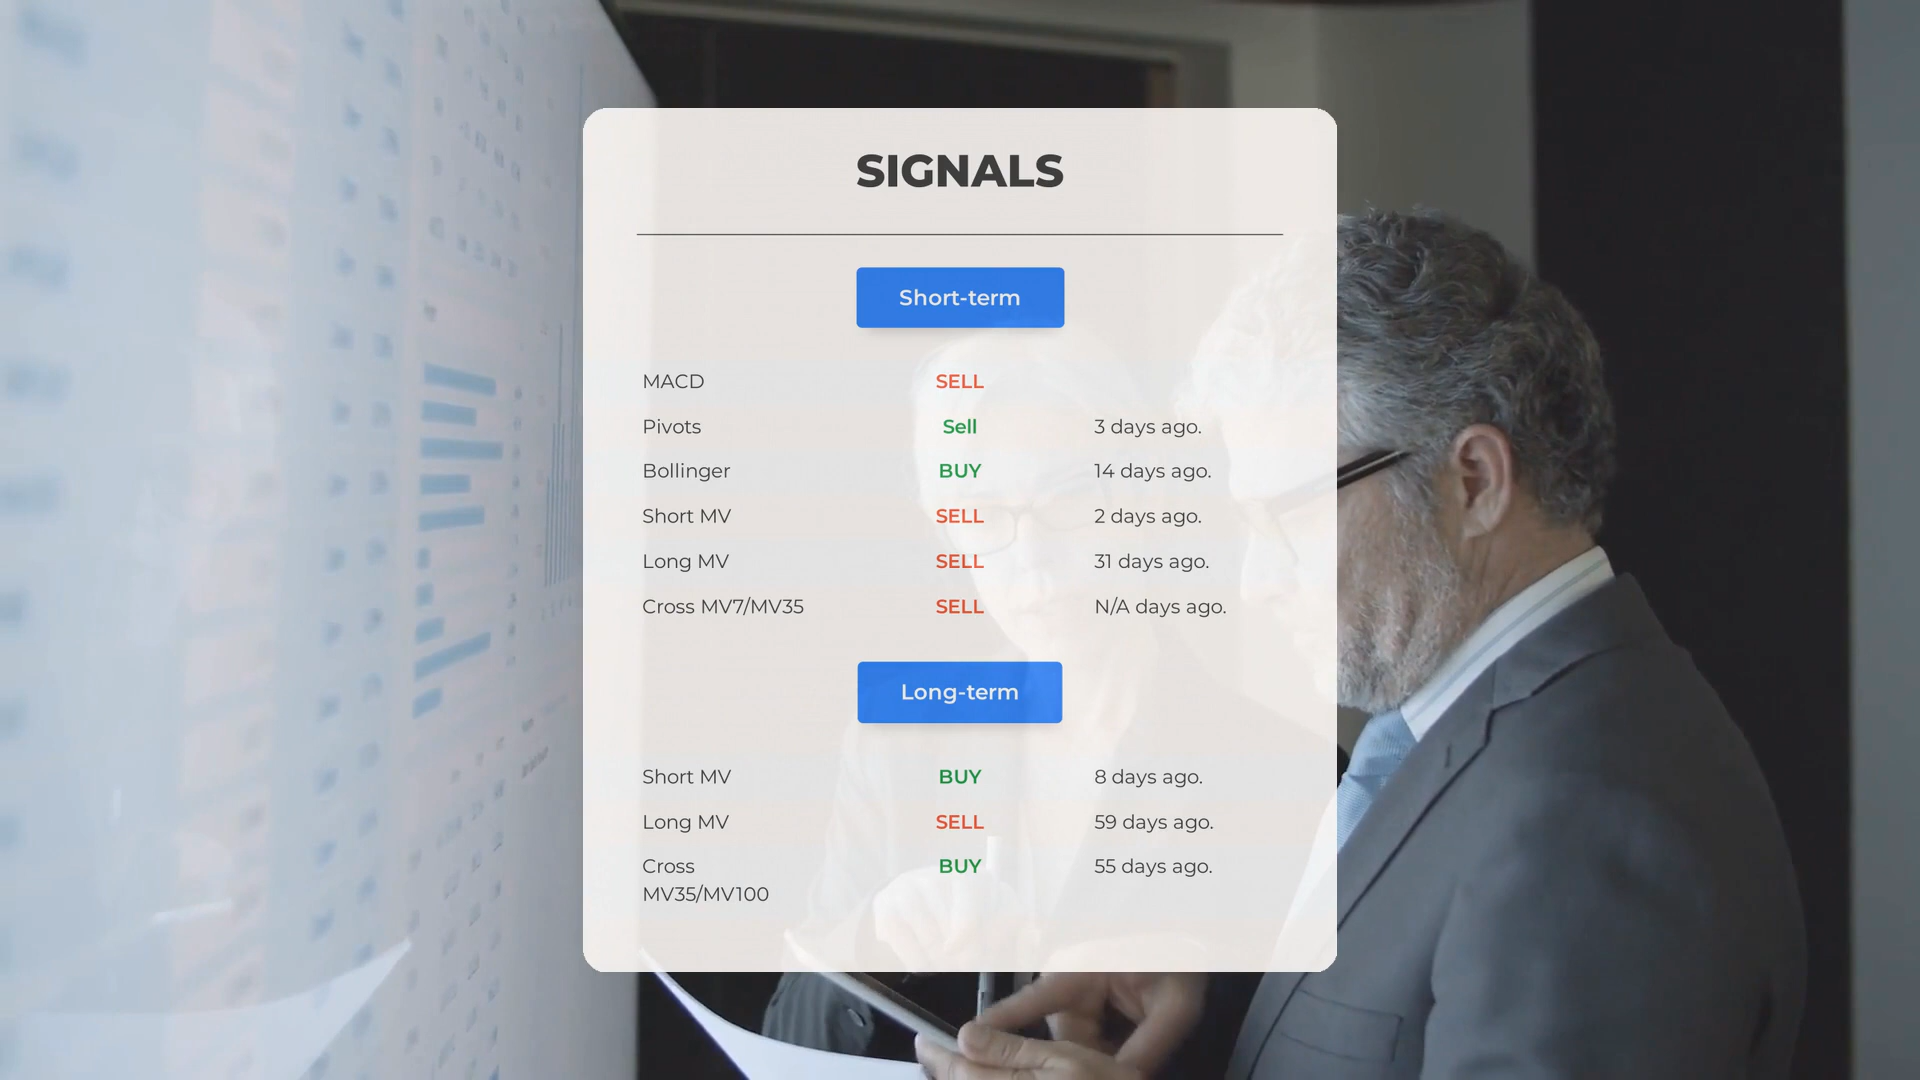 SIGNALS
Short-term
MACD SELL
Pivots Sell 3 days ago.
Bollinger BUY 14 days ago.
Short MV SELL 2 days ago.
Long MV SELL 31 days ago.
Cross MV7/MV35 SELL N/A days ago.
Long-term
Short MV BUY 8 days ago.
Long MV SELL 59 days ago.
Cross BUY 55 days ago.
MV35/MV100